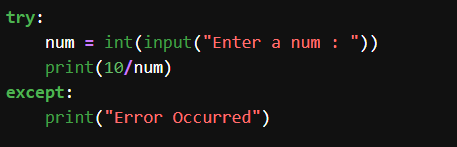 try:
    num = int(input("Enter a num : "))
    print(10/num)
except:
    print("Error Occurred")